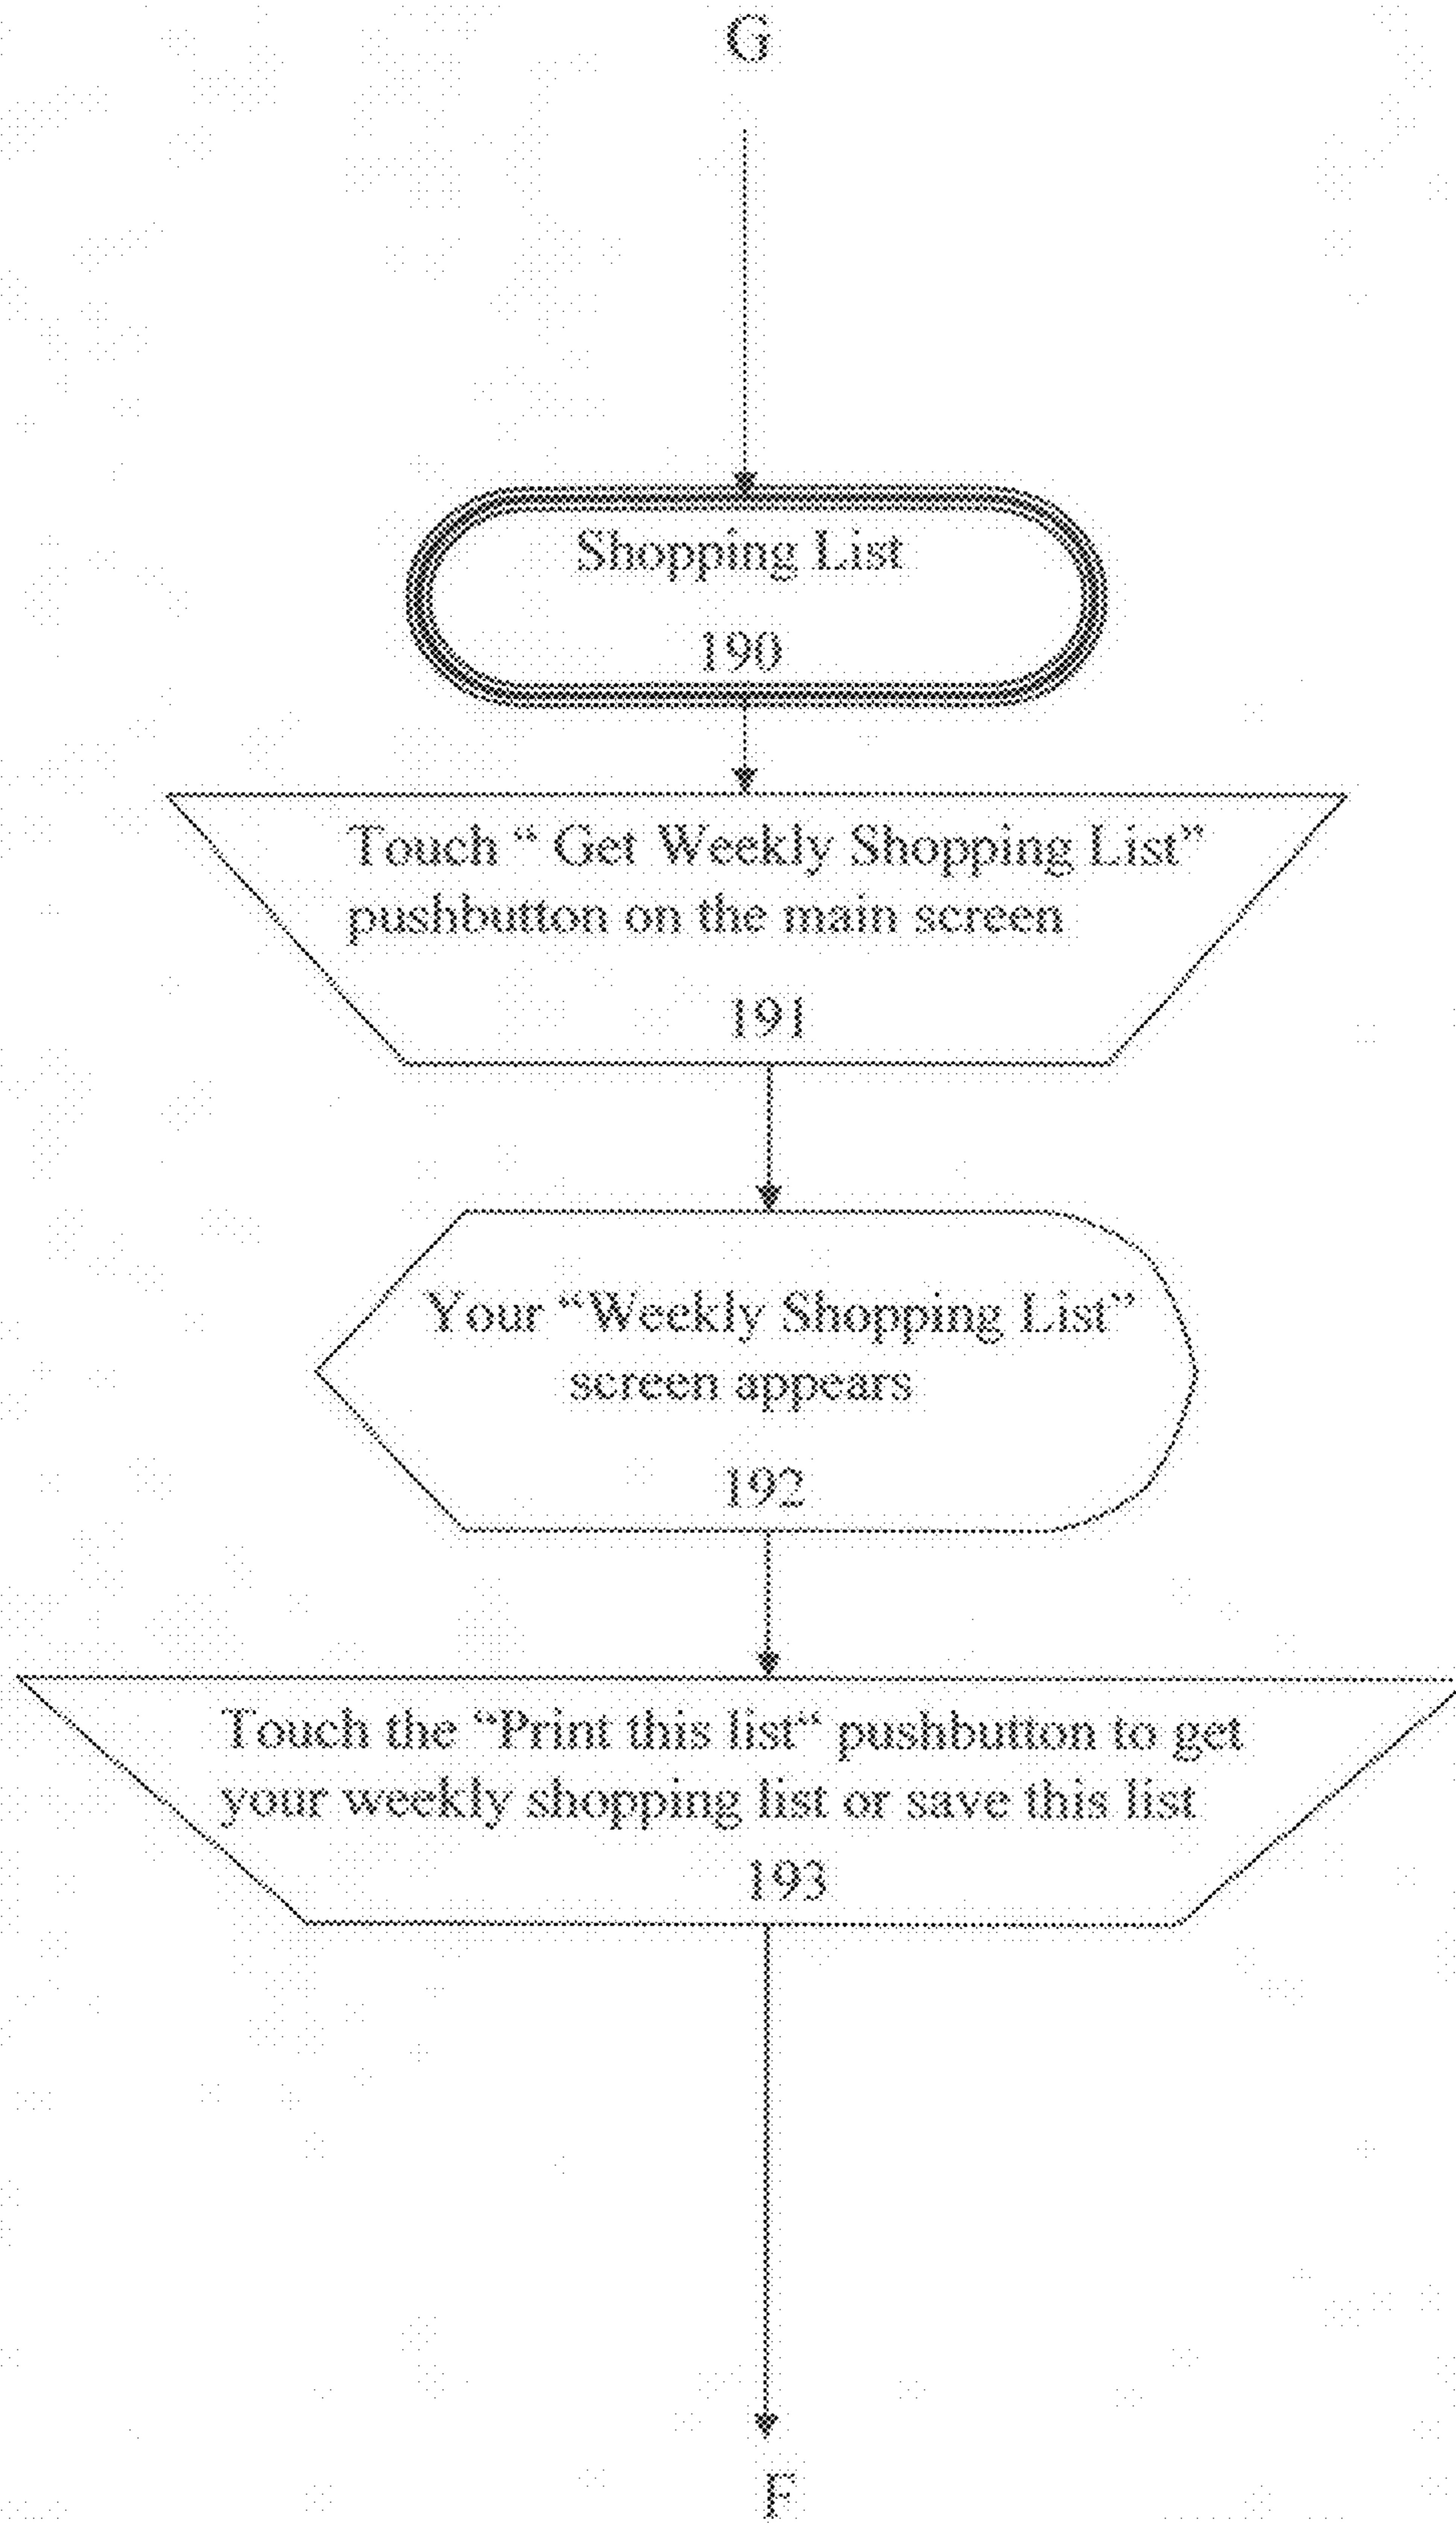 G
Shopping List
190
Touch “ Get Weekly Shopping List”
pushbutton on the main screen
191
Your “Weekly Shopping List”
screen appears
192
Touch the “Print this list“ pushbutton to get
your weekly shopping list or save this list
193
F